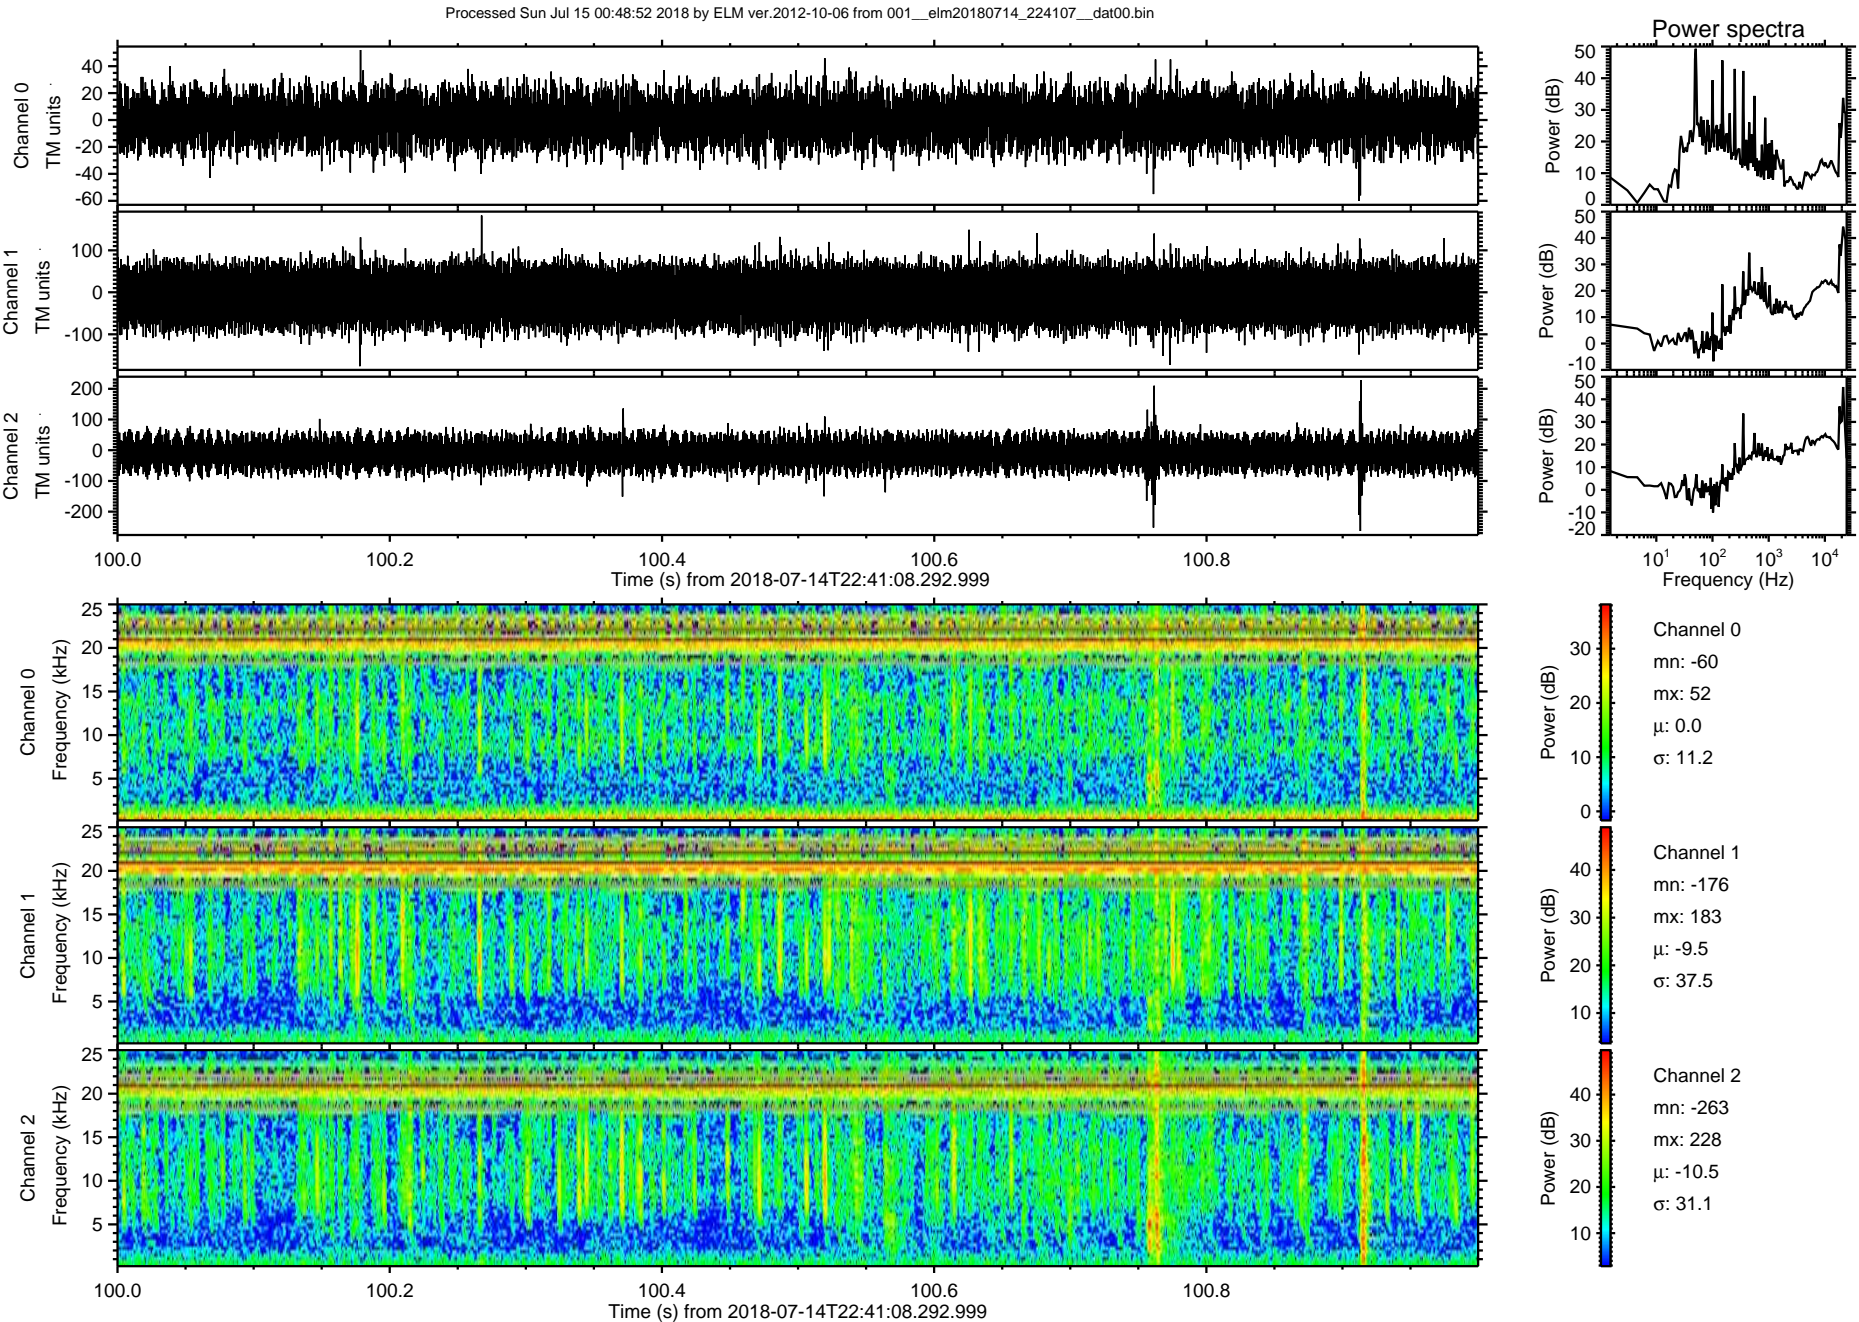 Processed Sun Jul 15 00:48:52 2018 by ELM ver.2012-10-06 from 001__elm20180714_224107__dat00.bin
Power spectra
Channel 0
TM units
40
20
0
-20
-40
-60
Power (dB)
50
40
30
20
10
0
Channel 1
TM units
100
0
-100
Power (dB)
50
40
30
20
10
0
-10
Channel 2
TM units
200
100
0
-100
-200
Power (dB)
50
40
30
20
10
0
-10
-20
100.0 100.2 100.4 100.6 100.8
Time (s) from 2018-07-14T22:41:08.292.999
10^1 10^2 10^3 10^4
Frequency (Hz)
Channel 0
Frequency (kHz)
25
20
15
10
5
Power (dB)
30
20
10
0
Channel 0
mn: -60
mx: 52
μ: 0.0
σ: 11.2
Channel 1
Frequency (kHz)
25
20
15
10
5
Power (dB)
40
30
20
10
Channel 1
mn: -176
mx: 183
μ: -9.5
σ: 37.5
Channel 2
Frequency (kHz)
25
20
15
10
5
Power (dB)
40
30
20
10
Channel 2
mn: -263
mx: 228
μ: -10.5
σ: 31.1
100.0 100.2 100.4 100.6 100.8
Time (s) from 2018-07-14T22:41:08.292.999